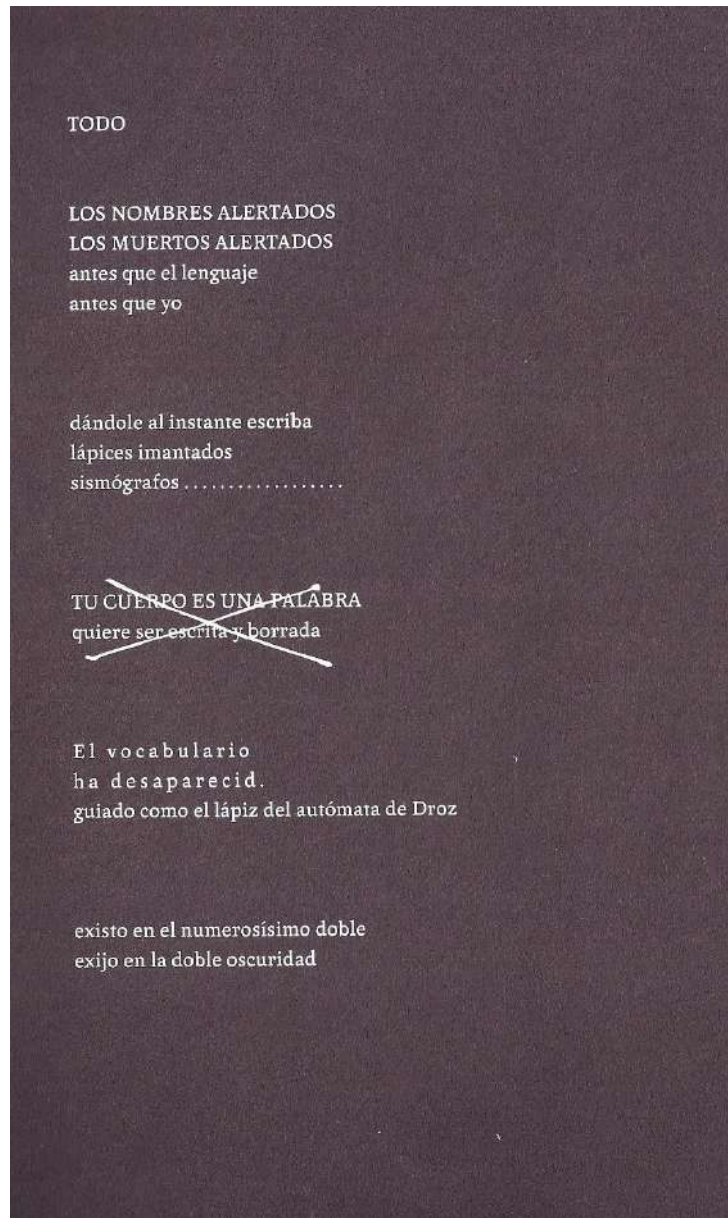 TODO
LOS NOMBRES ALERTADOS
LOS MUERTOS ALERTADOS
antes que el lenguaje
antes que yo
dándole al instante escriba
lápices imantados
sismógrafos ..................
TU CUERPO ES UNA PALABRA
quiere ser escrita y borrada
El vocabulario
ha desaparecid.
guiado como el lápiz del autómata de Droz
existo en el numerosísimo doble
exijo en la doble oscuridad